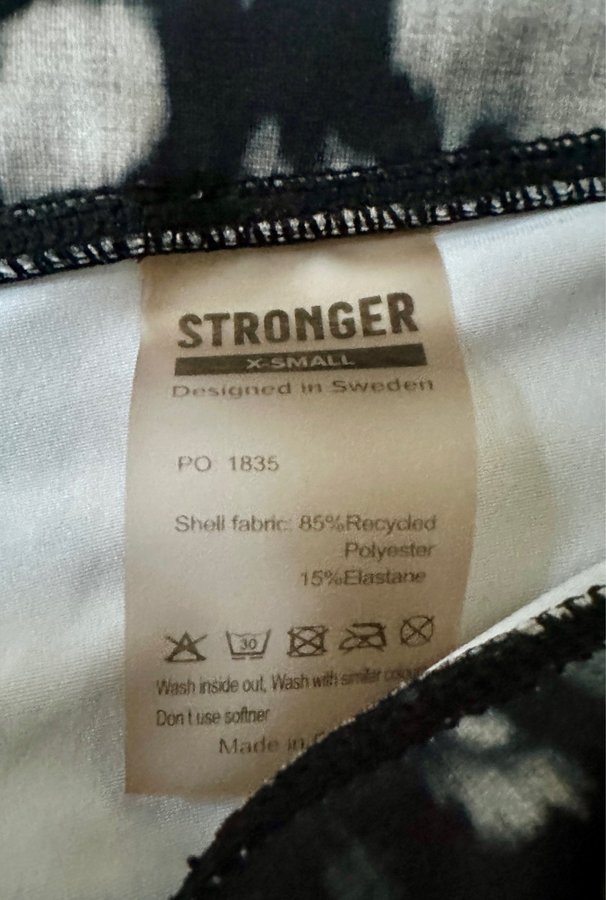 STRONGER
X-SMALL
Designed in Sweden
PO 1835
Shell fabric: 85%Recycled
Polyester
15%Elastane
30
Wash inside out, Wash with similar
Don t use softner
Made in